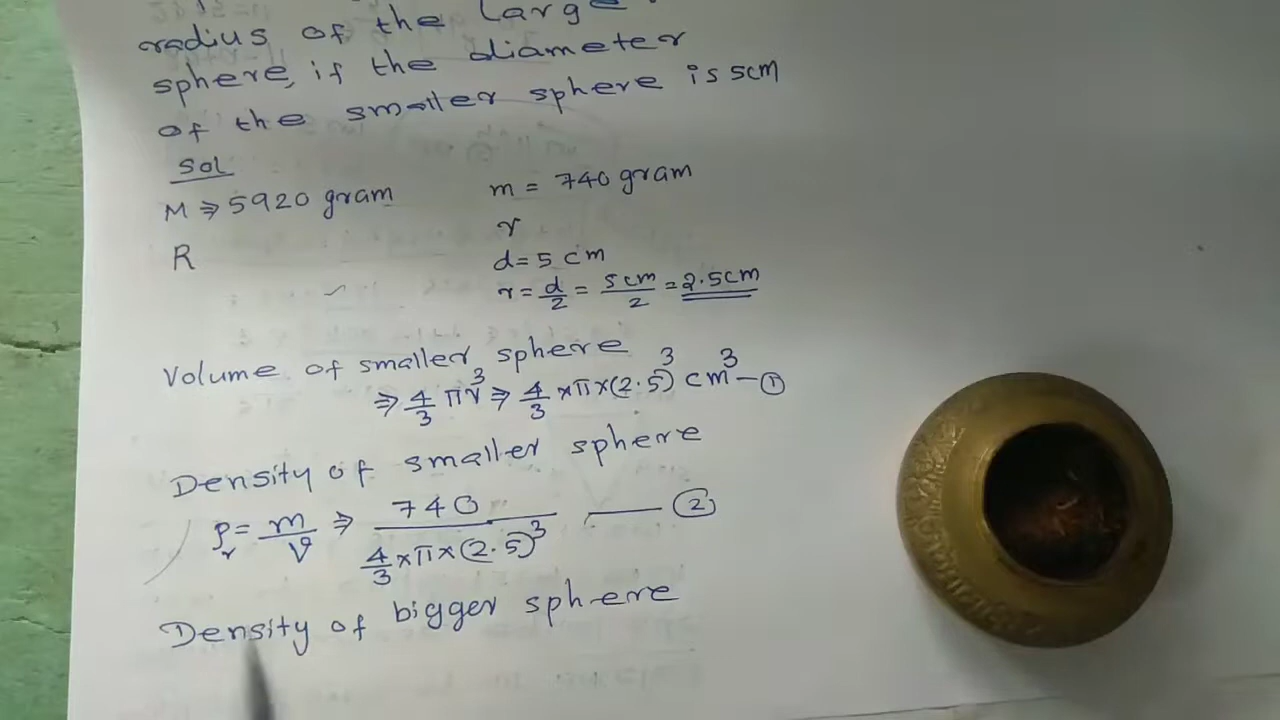 radius of the large
sphere, if the diameter
of the smaller sphere is 5cm
Sol
M ⇒ 5920 gram
m = 740 gram
R
r
d = 5 cm
r = d/2 = 5cm/2 = 2.5cm
Volume of smaller sphere
⇒ 4/3 πr³ ⇒ 4/3 × π × (2.5)³ cm³ — ①
Density of smaller sphere
ρr = m/V ⇒ 740 / (4/3 × π × (2.5)³) — ②
Density of bigger sphere